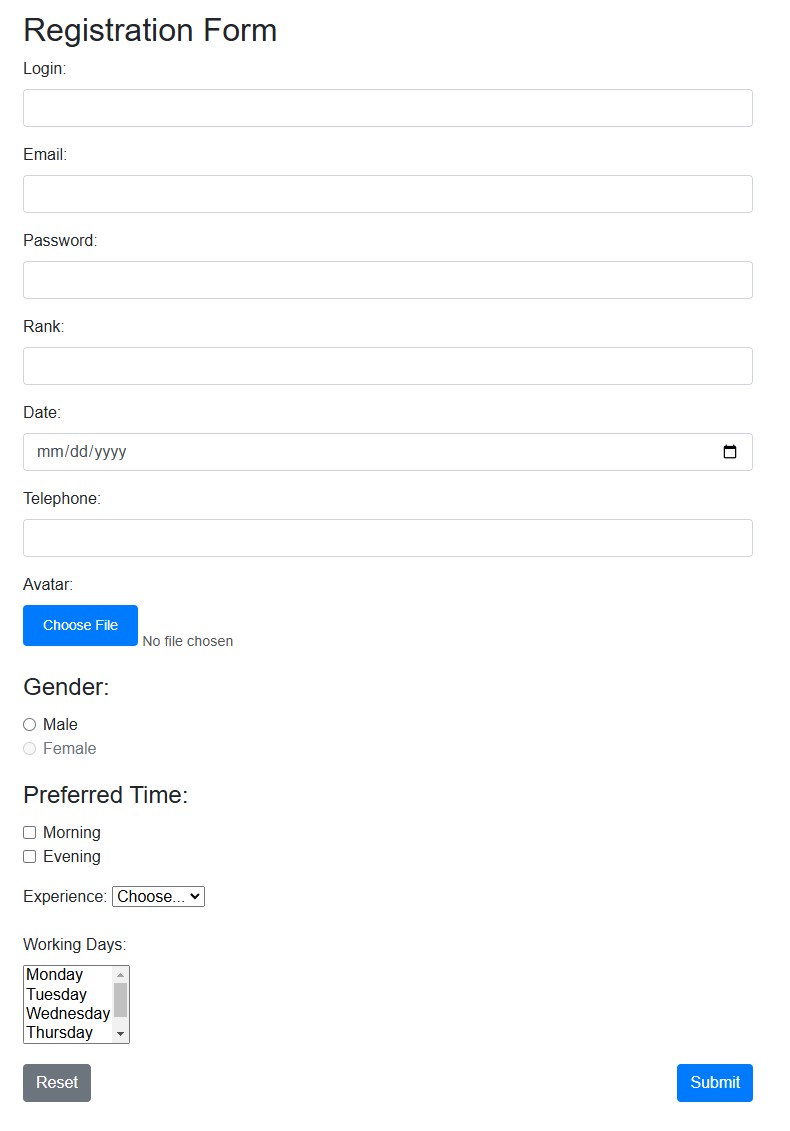 Registration Form
Login:
Email:
Password:
Rank:
Date:
mm/dd/yyyy
Telephone:
Avatar:
Choose File No file chosen
Gender:
Male
Female
Preferred Time:
Morning
Evening
Experience: Choose...
Working Days:
Monday
Tuesday
Wednesday
Thursday
Reset Submit